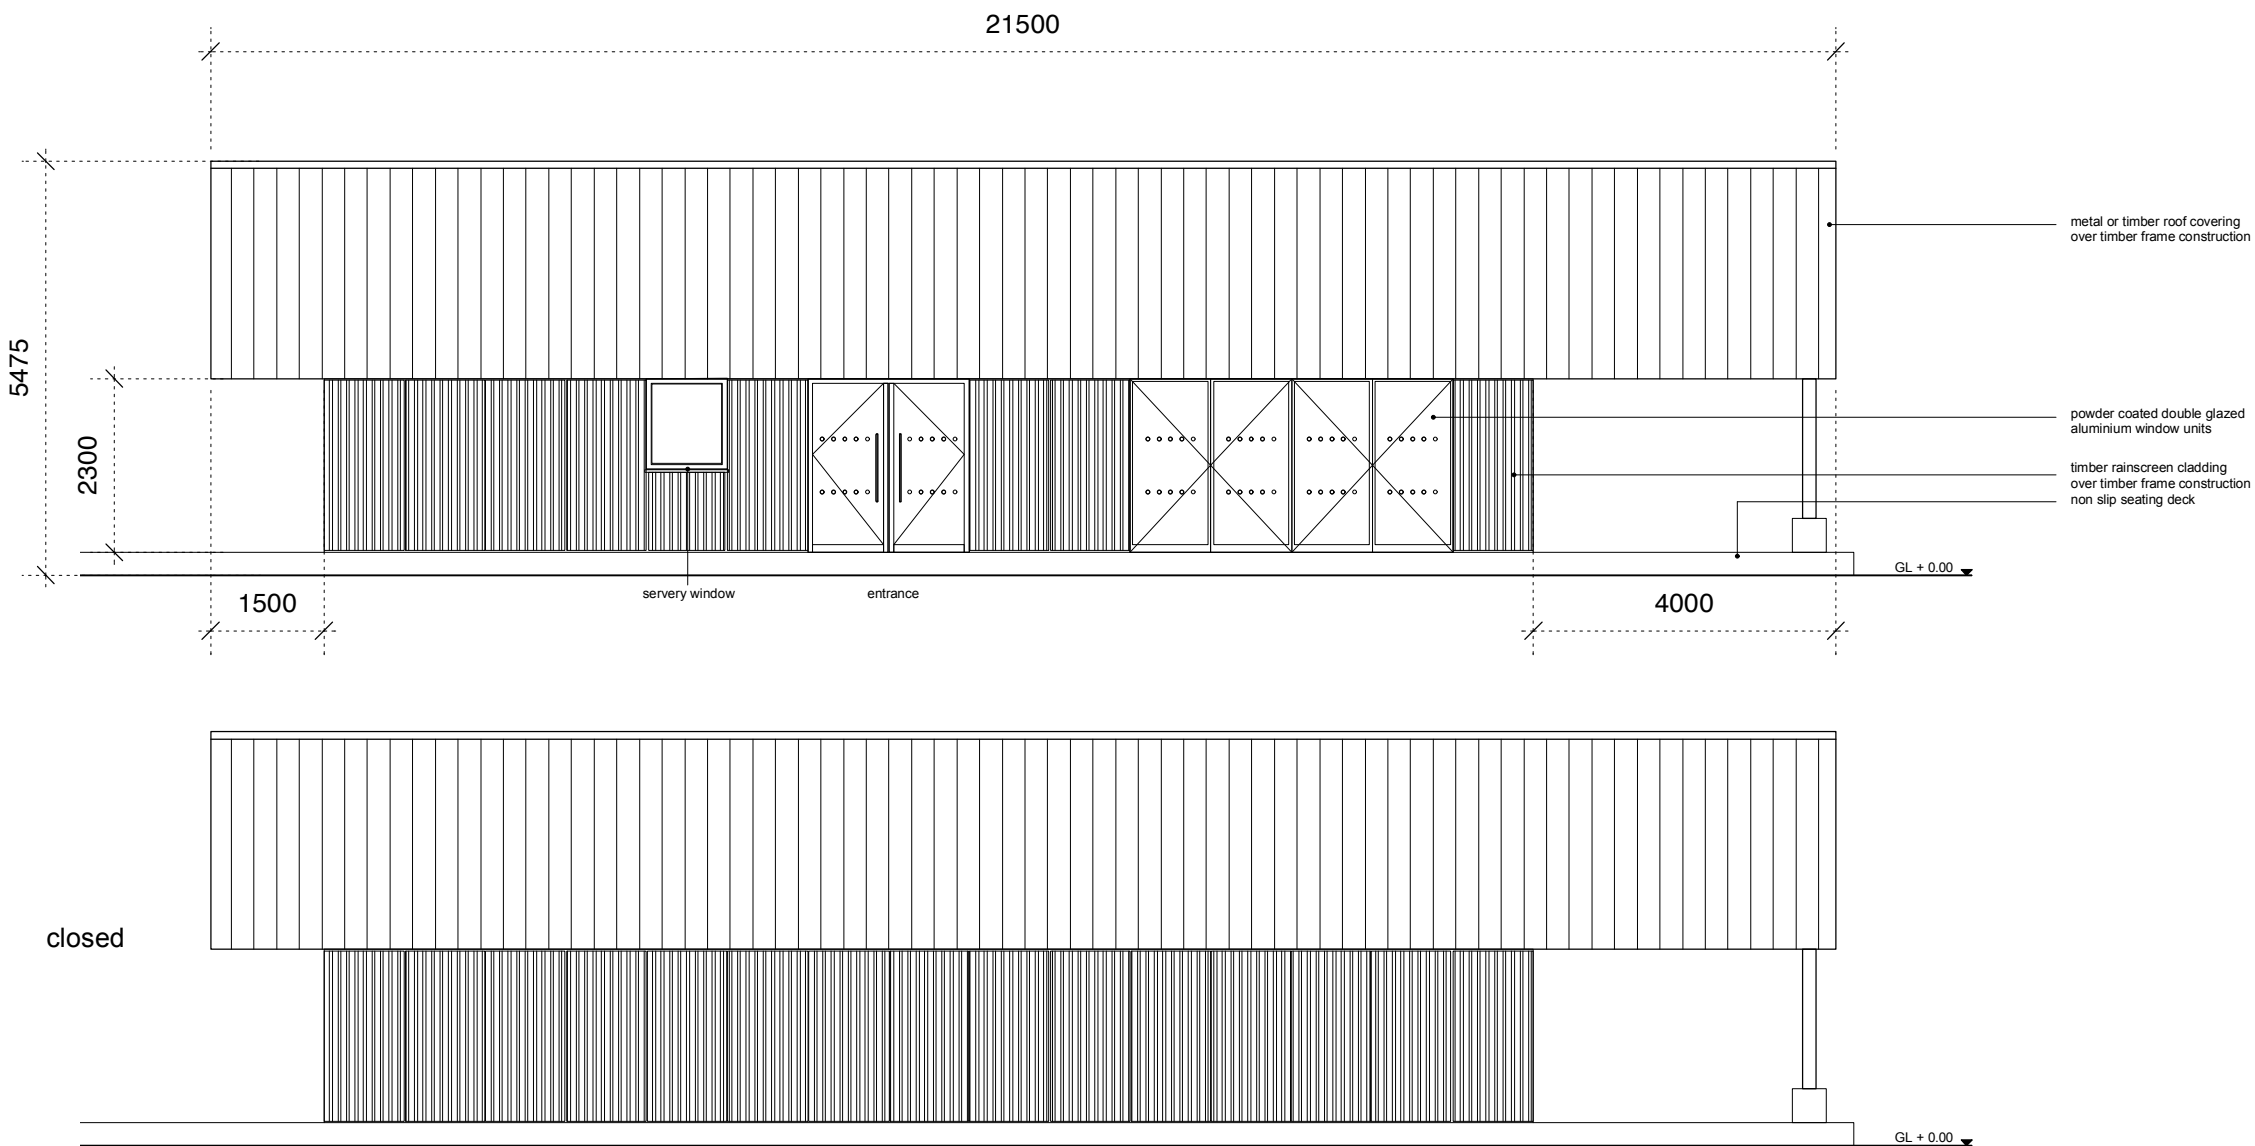 21500
metal or timber roof covering
over timber frame construction
5475
2300
powder coated double glazed
aluminium window units
timber rainscreen cladding
over timber frame construction
non slip seating deck
GL + 0.00
1500
servery window
entrance
4000
closed
GL + 0.00